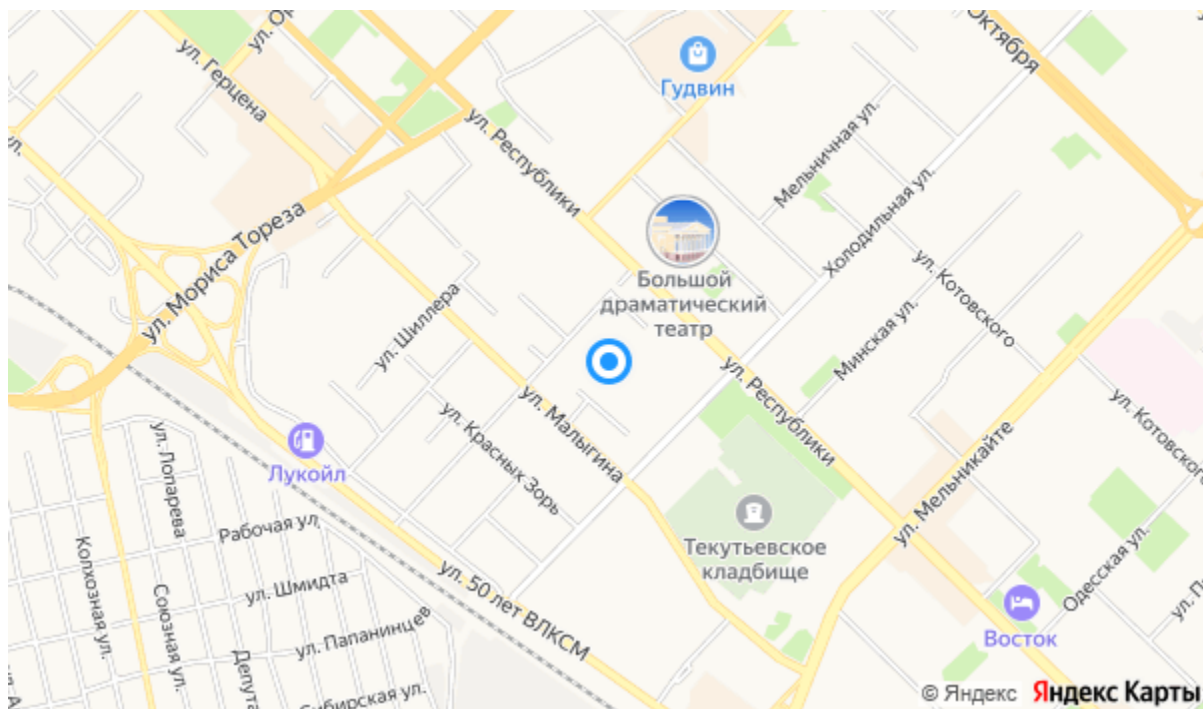 ул. Герцена
Октября
Гудвин
ул. Республики
Мельничная ул.
ул.
Холодильная ул.
ул. Мориса Тореза
Большой
драматический
театр
ул. Котовского
ул. Шиллера
Минская ул.
ул. Республики
ул. Малыгина
ул. Красных Зорь
ул. Котовского
Лукойл
ул. Лопарева
ул. Мельникайте
Рабочая ул.
Текутьевское
кладбище
Колхозная ул.
Союзная ул.
ул. Шмидта
ул. 50 лет ВЛКСМ
Одесская ул.
Восток
ул. Папанинцев
© Яндекс Яндекс Карты